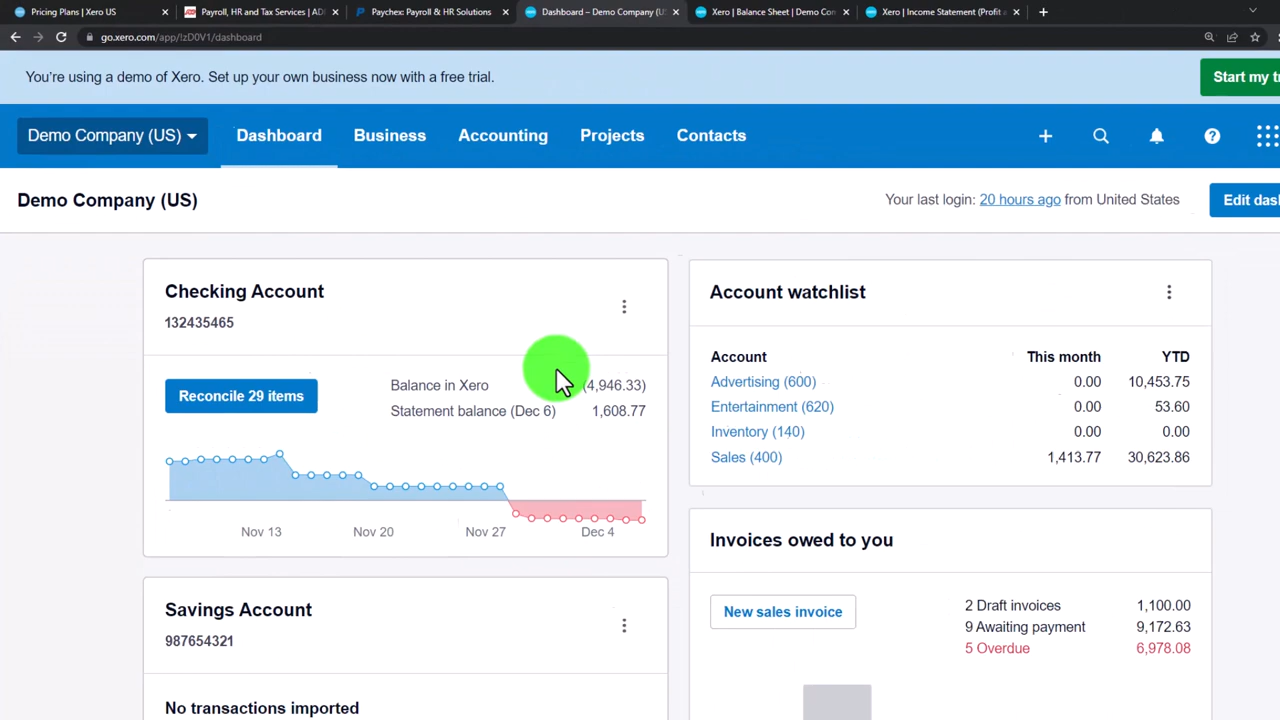 Pricing Plans | Xero US
Payroll, HR and Tax Services | ADP
Paychex: Payroll & HR Solutions
Dashboard – Demo Company (US
Xero | Balance Sheet | Demo Com
Xero | Income Statement (Profit a
go.xero.com/app/!zD0V1/dashboard
You're using a demo of Xero. Set up your own business now with a free trial.
Start my tr
Demo Company (US)
Dashboard
Business
Accounting
Projects
Contacts
Demo Company (US)
Your last login: 20 hours ago from United States
Edit das
Checking Account
132435465
Reconcile 29 items
Balance in Xero (4,946.33)
Statement balance (Dec 6) 1,608.77
Nov 13 Nov 20 Nov 27 Dec 4
Savings Account
987654321
No transactions imported
Account watchlist
Account This month YTD
Advertising (600) 0.00 10,453.75
Entertainment (620) 0.00 53.60
Inventory (140) 0.00 0.00
Sales (400) 1,413.77 30,623.86
Invoices owed to you
New sales invoice
2 Draft invoices 1,100.00
9 Awaiting payment 9,172.63
5 Overdue 6,978.08